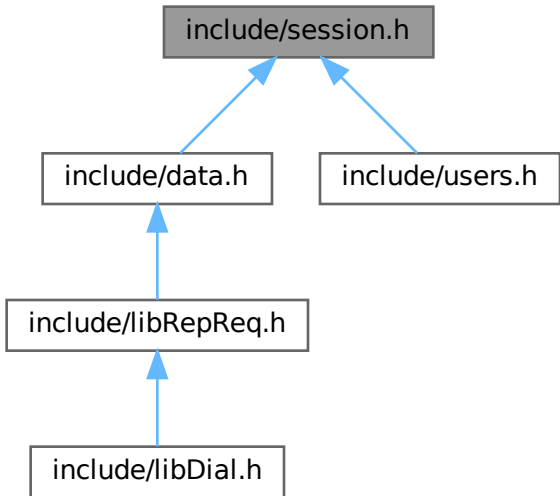 include/session.h
include/data.h
include/users.h
include/libRepReq.h
include/libDial.h